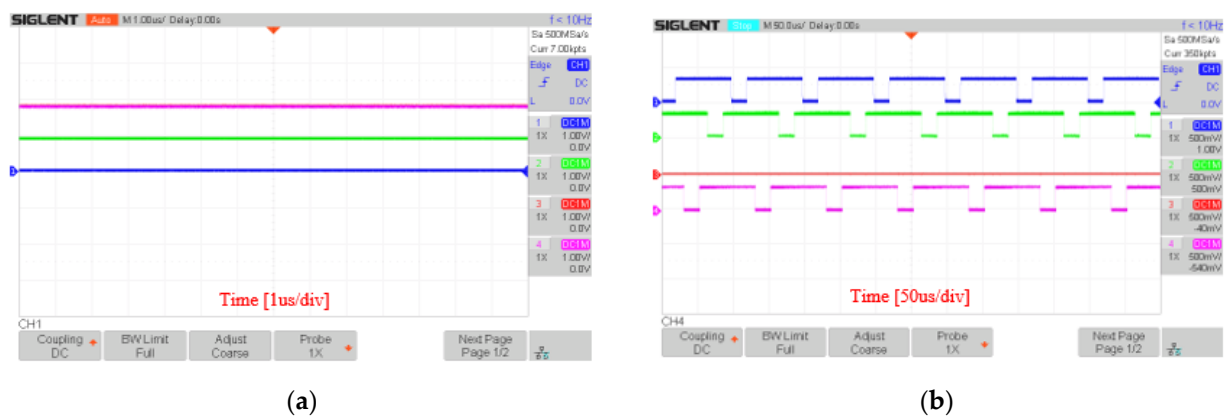 SIGLENT Auto M 1.00us/ Delay:0.00s f < 10Hz
Sa 500MSa/s
Curr 7.00kpts
Edge CH1
DC
L 0.0V
1 DC1M
1X 1.00V/
0.0V
2 DC1M
1X 1.00V/
0.0V
3 DC1M
1X 1.00V/
0.0V
4 DC1M
1X 1.00V/
0.0V
Time [1us/div]
CH1
Coupling DC
BW Limit Full
Adjust Coarse
Probe 1X
Next Page Page 1/2
(a)
SIGLENT Stop M 50.0us/ Delay:0.00s f < 10Hz
Sa 500MSa/s
Curr 350kpts
Edge CH1
DC
L 0.0V
1 DC1M
1X 500mV/
1.00V
2 DC1M
1X 500mV/
500mV
3 DC1M
1X 500mV/
-40mV
4 DC1M
1X 500mV/
-540mV
Time [50us/div]
CH4
Coupling DC
BW Limit Full
Adjust Coarse
Probe 1X
Next Page Page 1/2
(b)